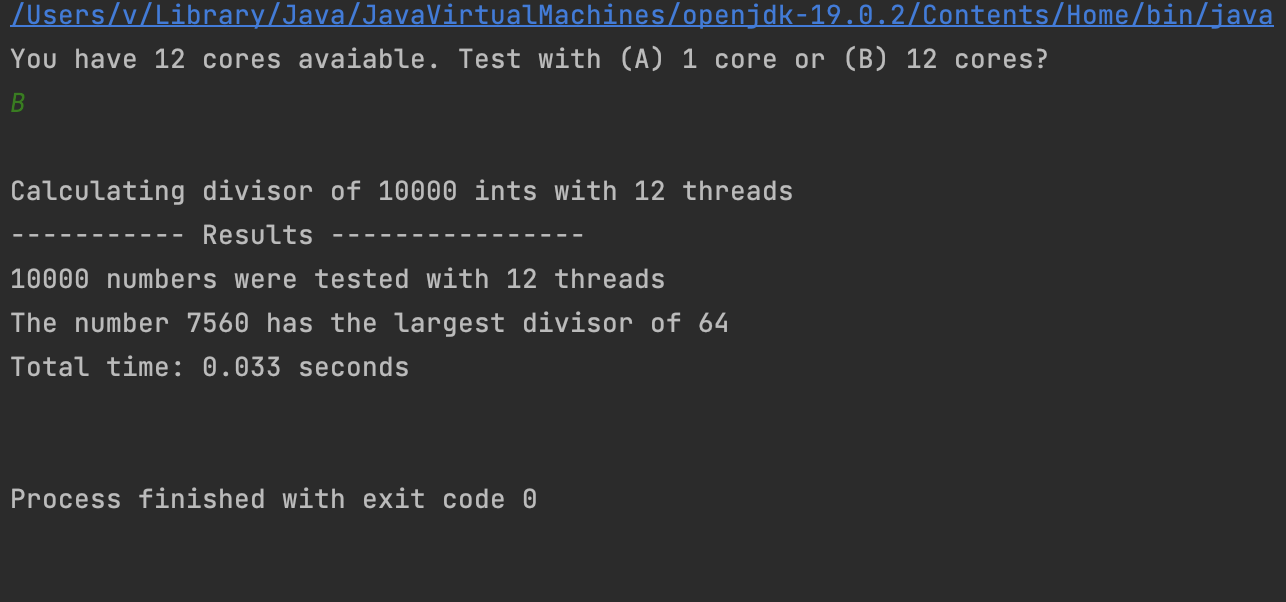 /Users/v/Library/Java/JavaVirtualMachines/openjdk-19.0.2/Contents/Home/bin/java
You have 12 cores avaiable. Test with (A) 1 core or (B) 12 cores?
B
Calculating divisor of 10000 ints with 12 threads
----------- Results ----------------
10000 numbers were tested with 12 threads
The number 7560 has the largest divisor of 64
Total time: 0.033 seconds
Process finished with exit code 0